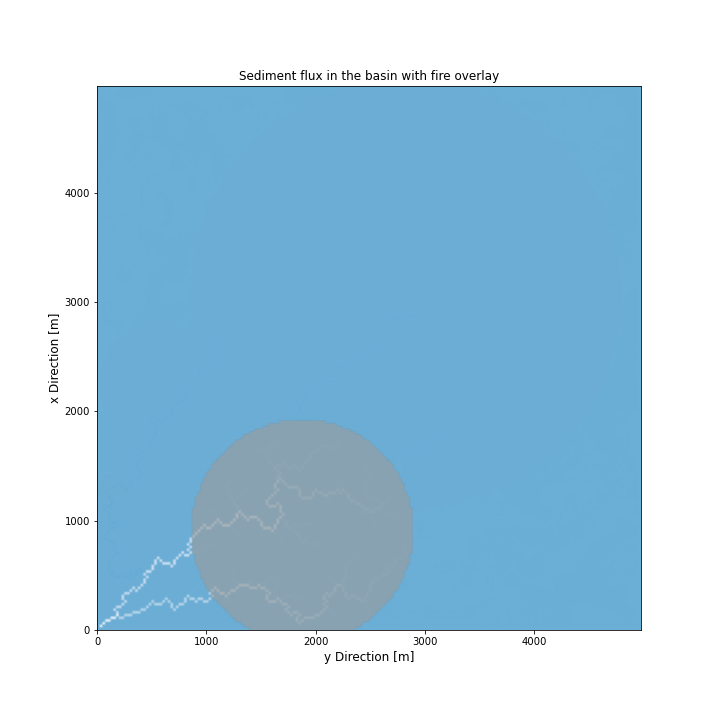 Sediment flux in the basin with fire overlay
4000
3000
2000
1000
0
x Direction [m]
0 1000 2000 3000 4000
y Direction [m]